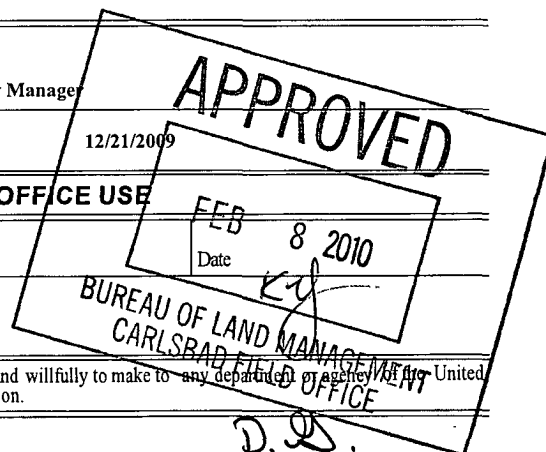 Manager
12/21/2009
OFFICE USE
APPROVED
FEB 8 2010
Date
BUREAU OF LAND MANAGEMENT
CARLSBAD FIELD OFFICE
nd willfully to make to any department or agency of the United
on.